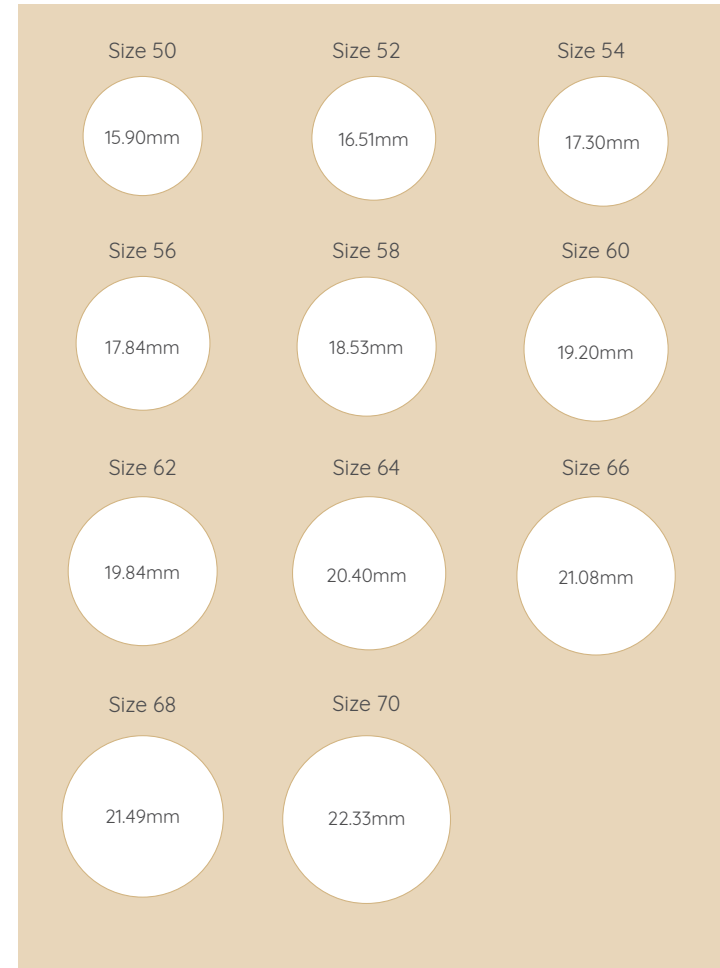 Size 50
Size 52
Size 54
15.90mm
16.51mm
17.30mm
Size 56
Size 58
Size 60
17.84mm
18.53mm
19.20mm
Size 62
Size 64
Size 66
19.84mm
20.40mm
21.08mm
Size 68
Size 70
21.49mm
22.33mm